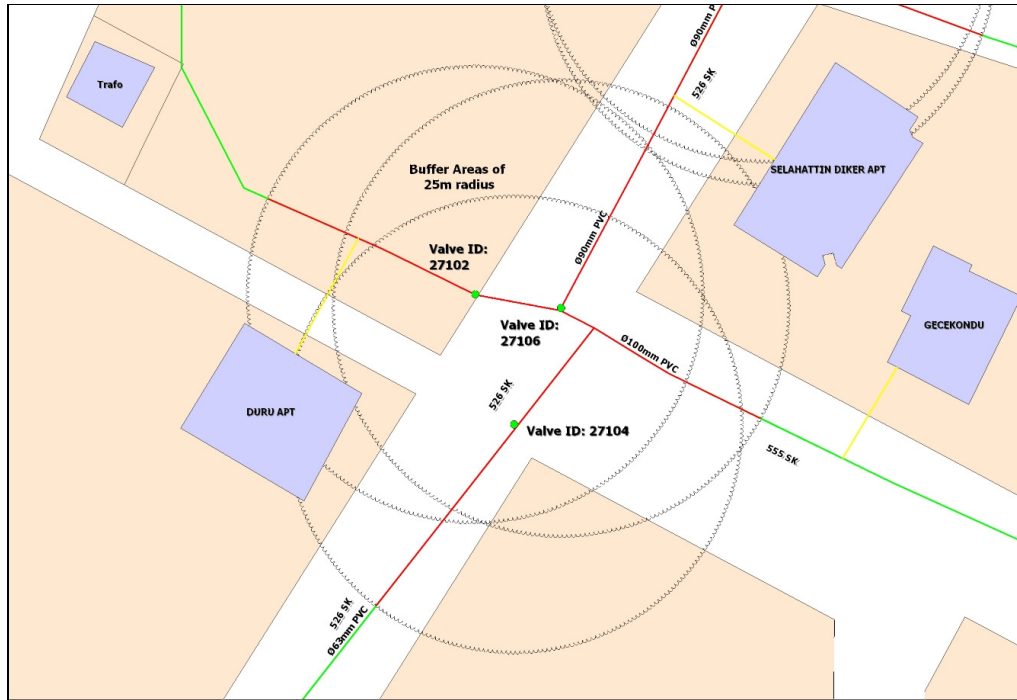 Ø90mm P
526 SK
Trafo
Buffer Areas of
25m radius
SELAHATTIN DIKER APT
Ø90mm PVC
Valve ID:
27102
Valve ID:
27106
GECEKONDU
Ø100mm PVC
526 SK
DURU APT
Valve ID: 27104
555 SK
526 SK
Ø63mm PVC